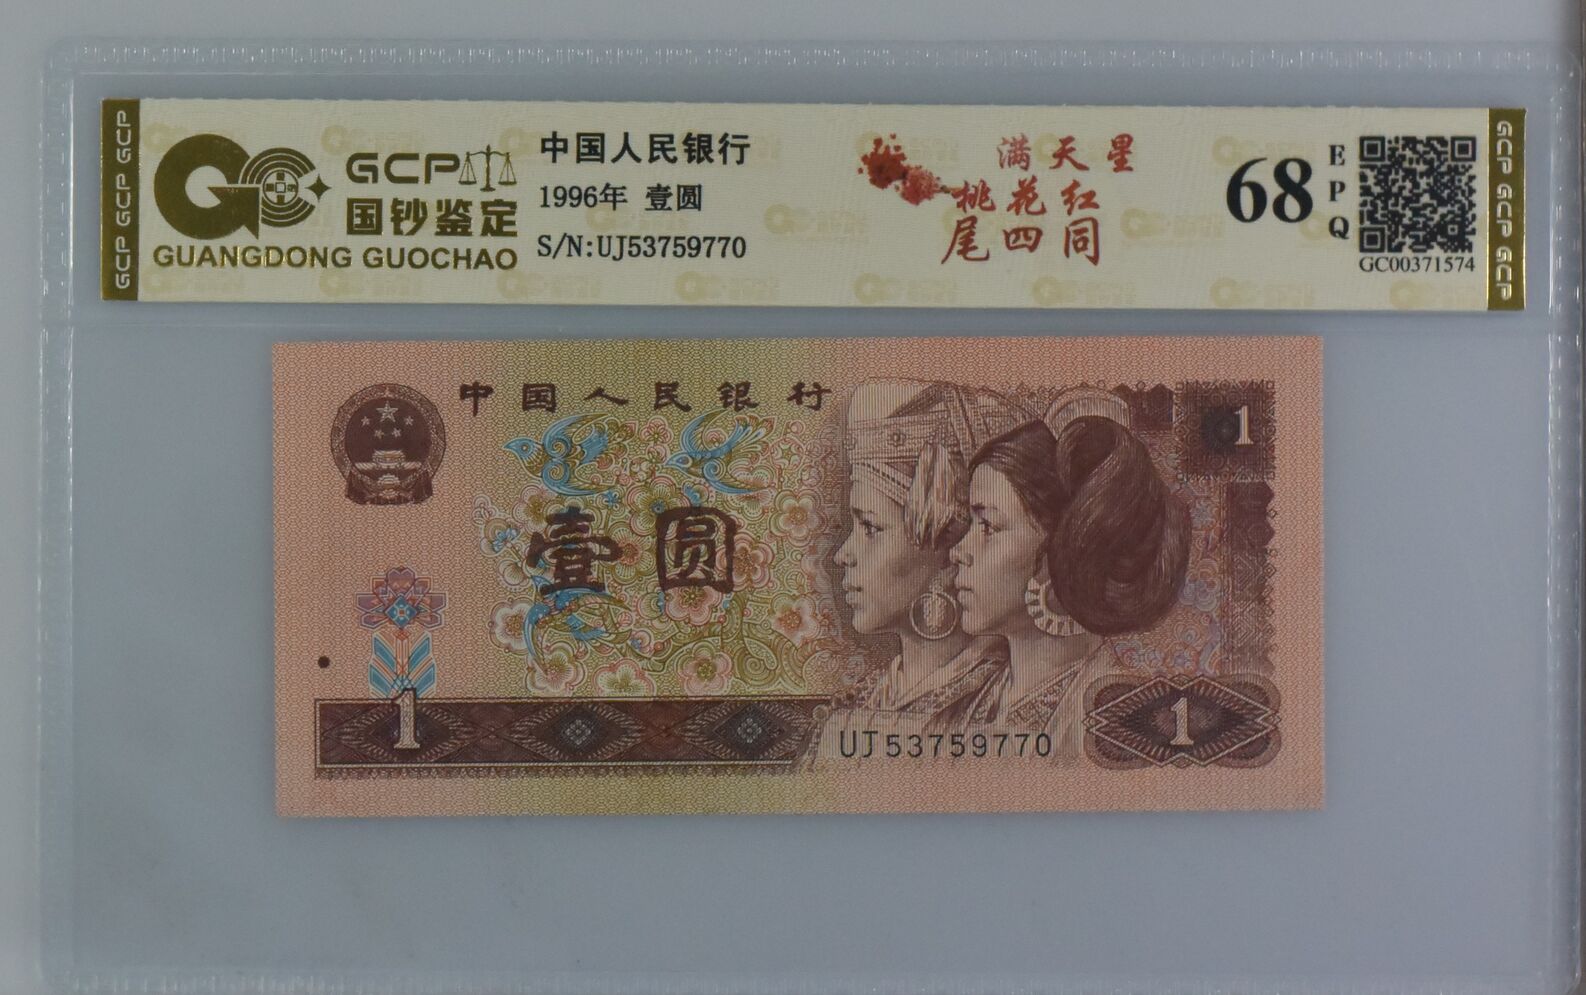 GCP GCP GCP
GCP
国钞鉴定
GUANGDONG GUOCHAO
中国人民银行
1996年 壹圆
S/N:UJ53759770
满天星
桃花红
尾四同
68
EPQ
GC00371574
GCP GCP GCP
中国人民银行
1
壹圆
1
UJ53759770
1